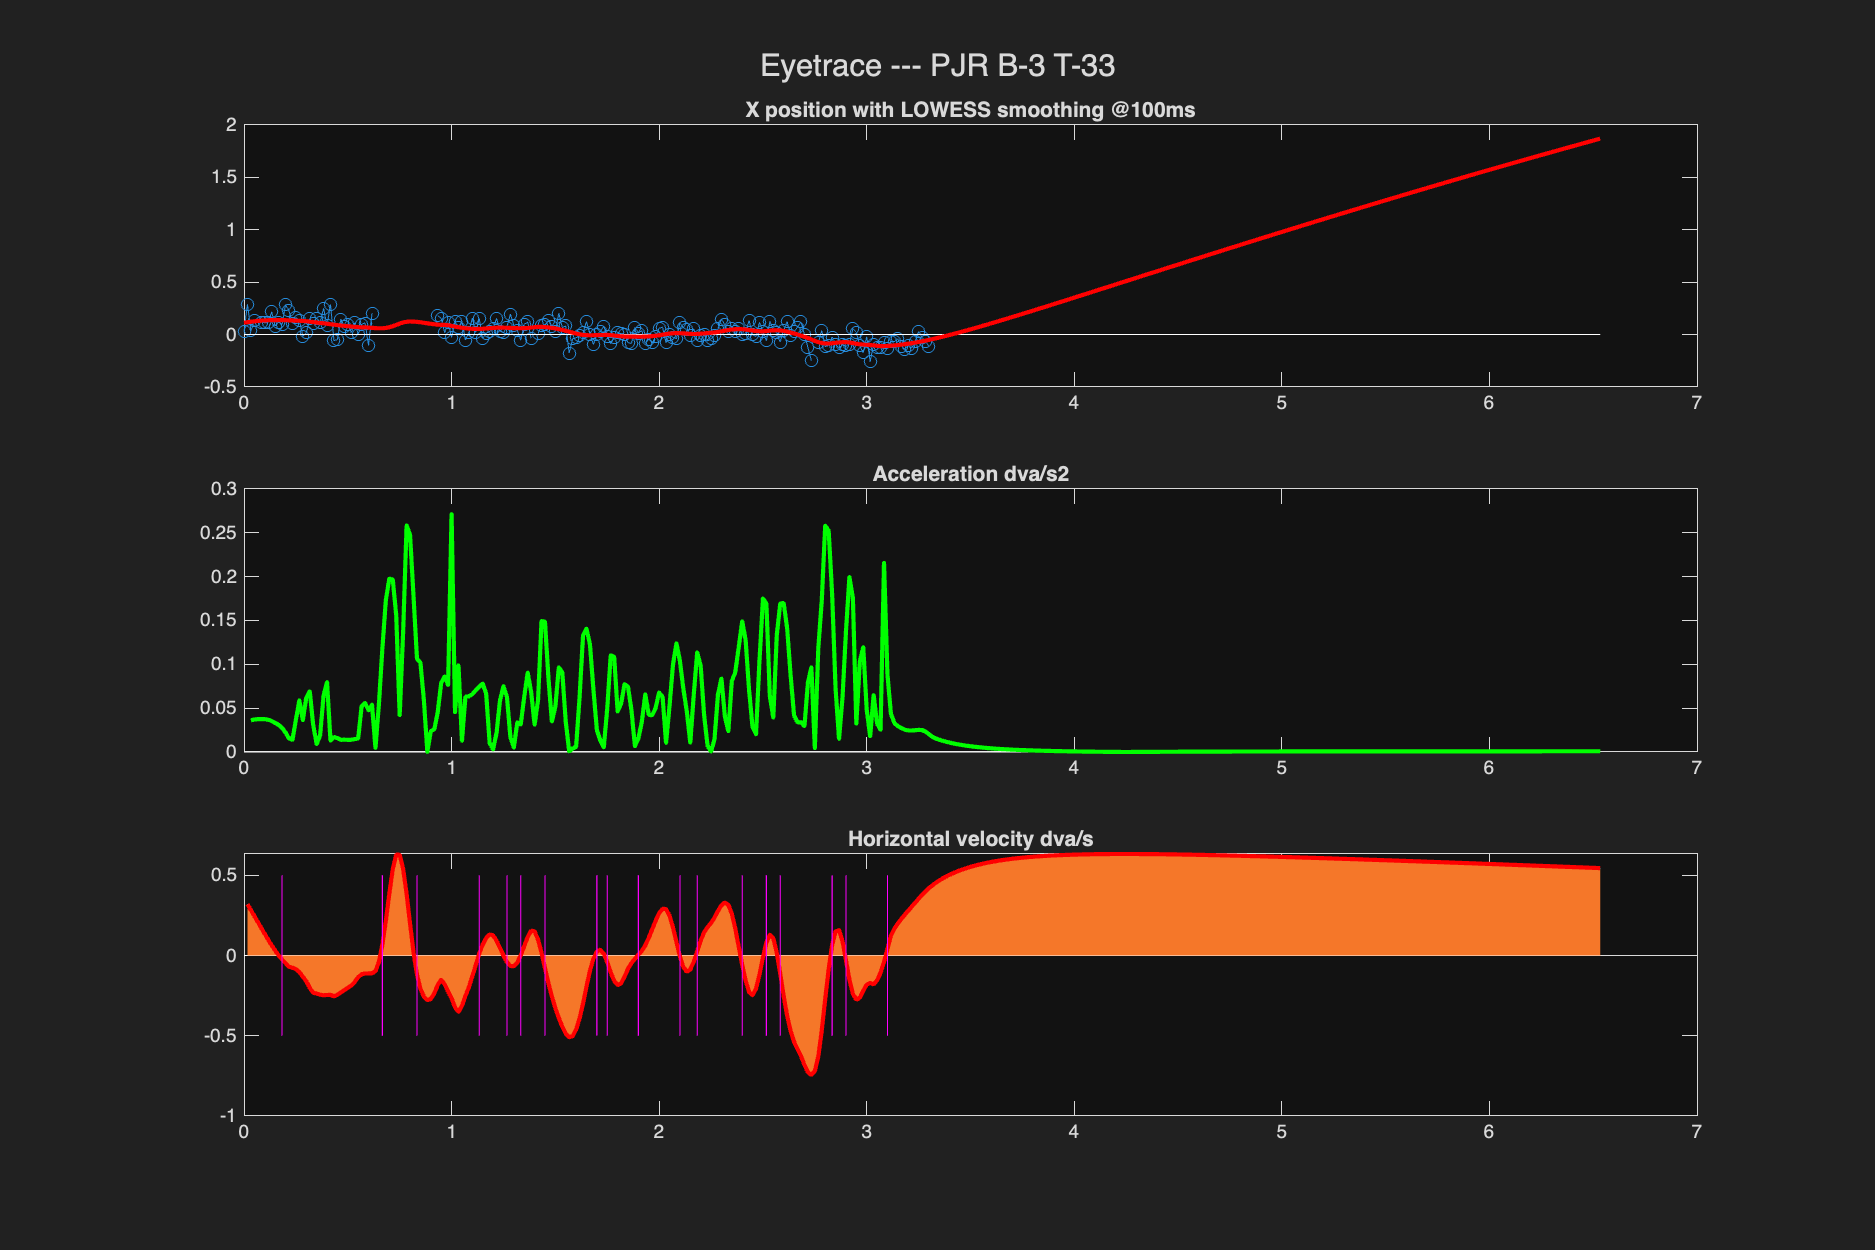 Eyetrace --- PJR B-3 T-33
X position with LOWESS smoothing @100ms
2
1.5
1
0.5
0
-0.5
0 1 2 3 4 5 6 7
Acceleration dva/s2
0.3
0.25
0.2
0.15
0.1
0.05
0
0 1 2 3 4 5 6 7
Horizontal velocity dva/s
0.5
0
-0.5
-1
0 1 2 3 4 5 6 7